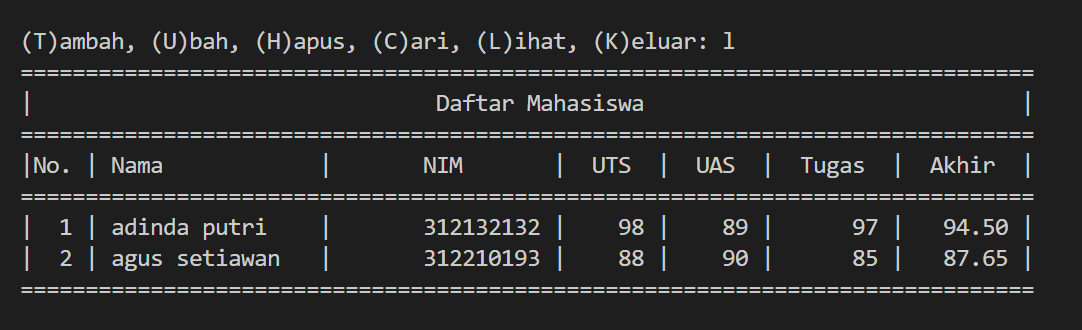 (T)ambah, (U)bah, (H)apus, (C)ari, (L)ihat, (K)eluar: l
==============================================================================
|                               Daftar Mahasiswa                             |
==============================================================================
|No. | Nama            |       NIM       |  UTS  |  UAS  |  Tugas  |  Akhir  |
==============================================================================
|  1 | adinda putri    |       312132132 |    98 |    89 |      97 |   94.50 |
|  2 | agus setiawan   |       312210193 |    88 |    90 |      85 |   87.65 |
==============================================================================